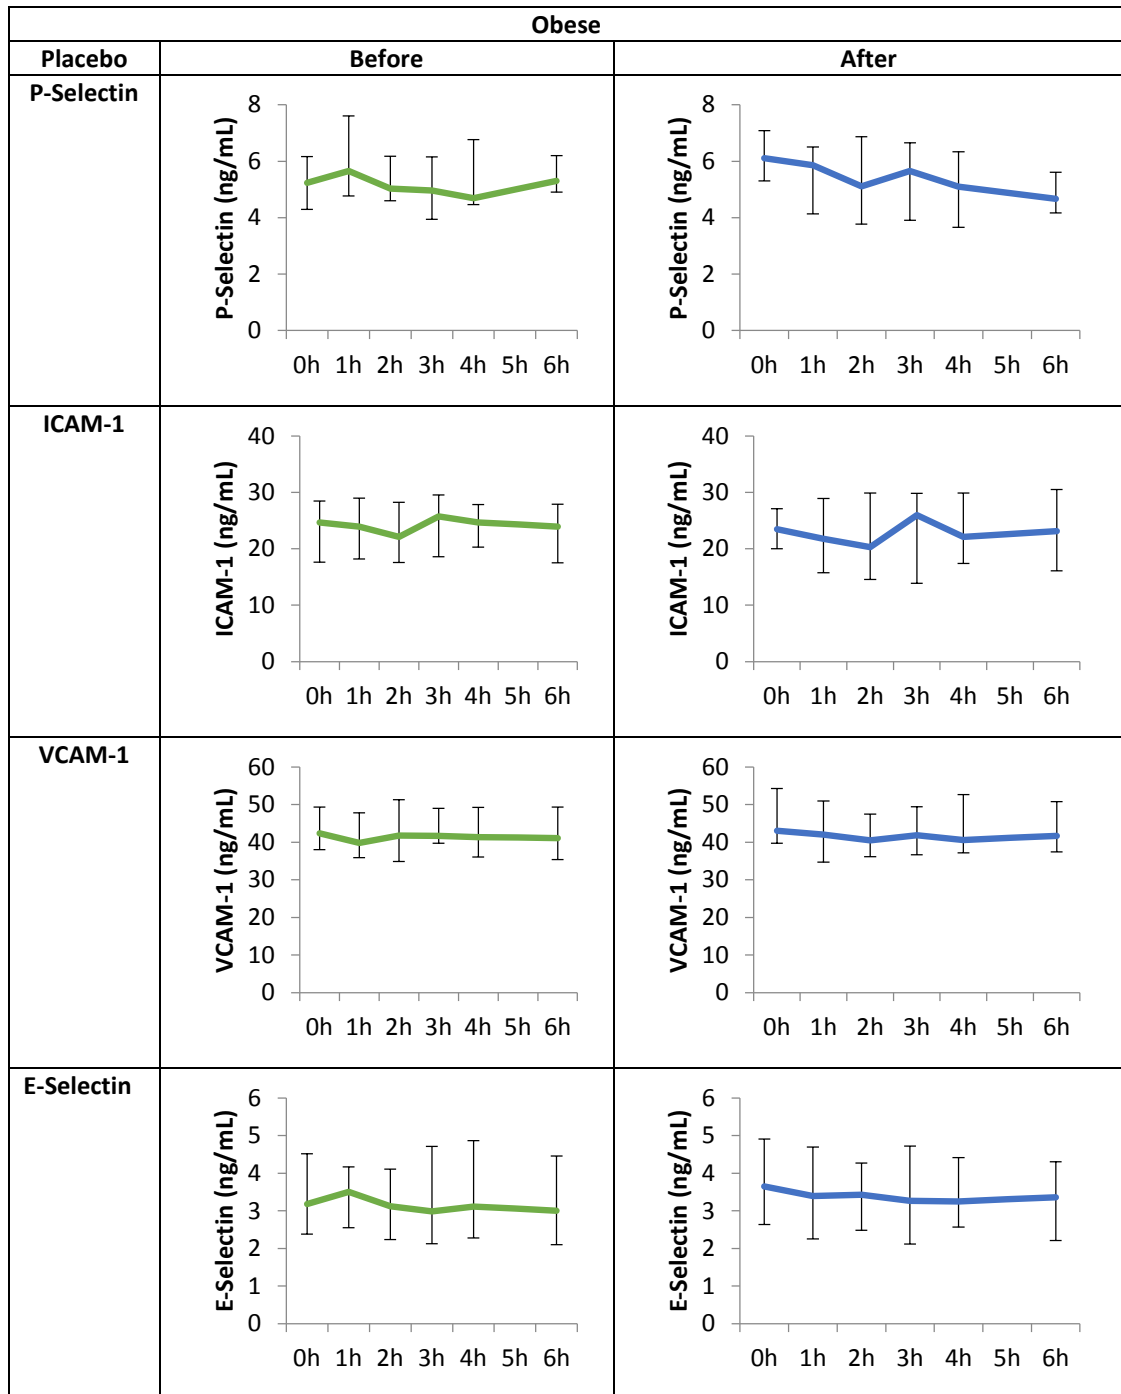 Obese
Placebo Before After
P-Selectin
P-Selectin (ng/mL)
8
6
4
2
0
0h 1h 2h 3h 4h 5h 6h
P-Selectin (ng/mL)
8
6
4
2
0
0h 1h 2h 3h 4h 5h 6h
ICAM-1
ICAM-1 (ng/mL)
40
30
20
10
0
0h 1h 2h 3h 4h 5h 6h
ICAM-1 (ng/mL)
40
30
20
10
0
0h 1h 2h 3h 4h 5h 6h
VCAM-1
VCAM-1 (ng/mL)
60
50
40
30
20
10
0
0h 1h 2h 3h 4h 5h 6h
VCAM-1 (ng/mL)
60
50
40
30
20
10
0
0h 1h 2h 3h 4h 5h 6h
E-Selectin
E-Selectin (ng/mL)
6
5
4
3
2
1
0
0h 1h 2h 3h 4h 5h 6h
E-Selectin (ng/mL)
6
5
4
3
2
1
0
0h 1h 2h 3h 4h 5h 6h